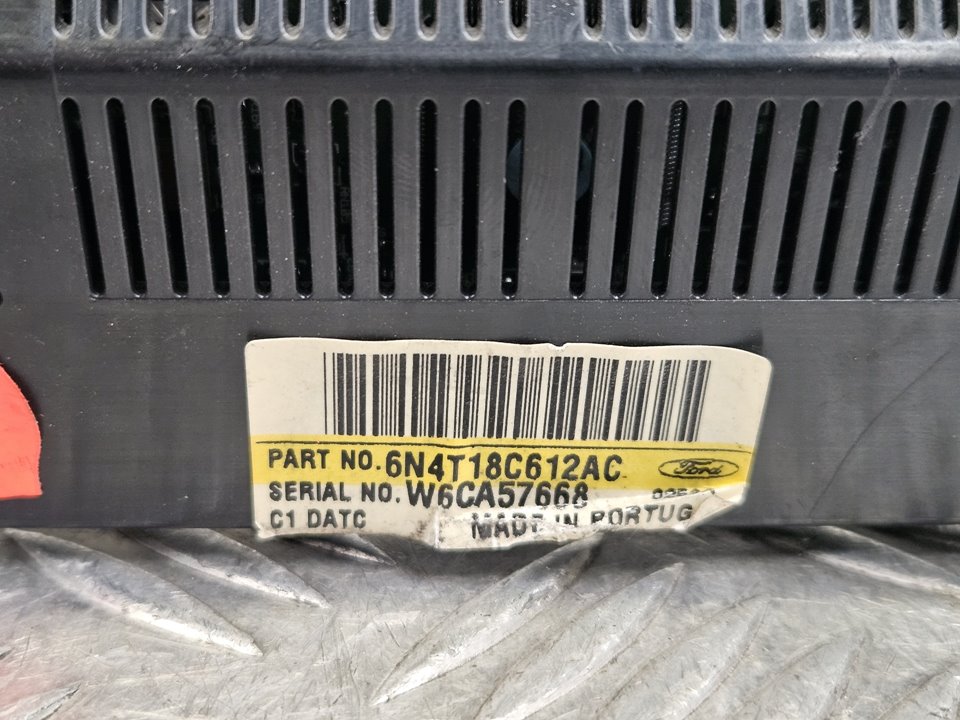 PART NO. 6N4T18C612AC Ford
SERIAL NO. W6CA57668
C1 DATC MADE IN PORTUG